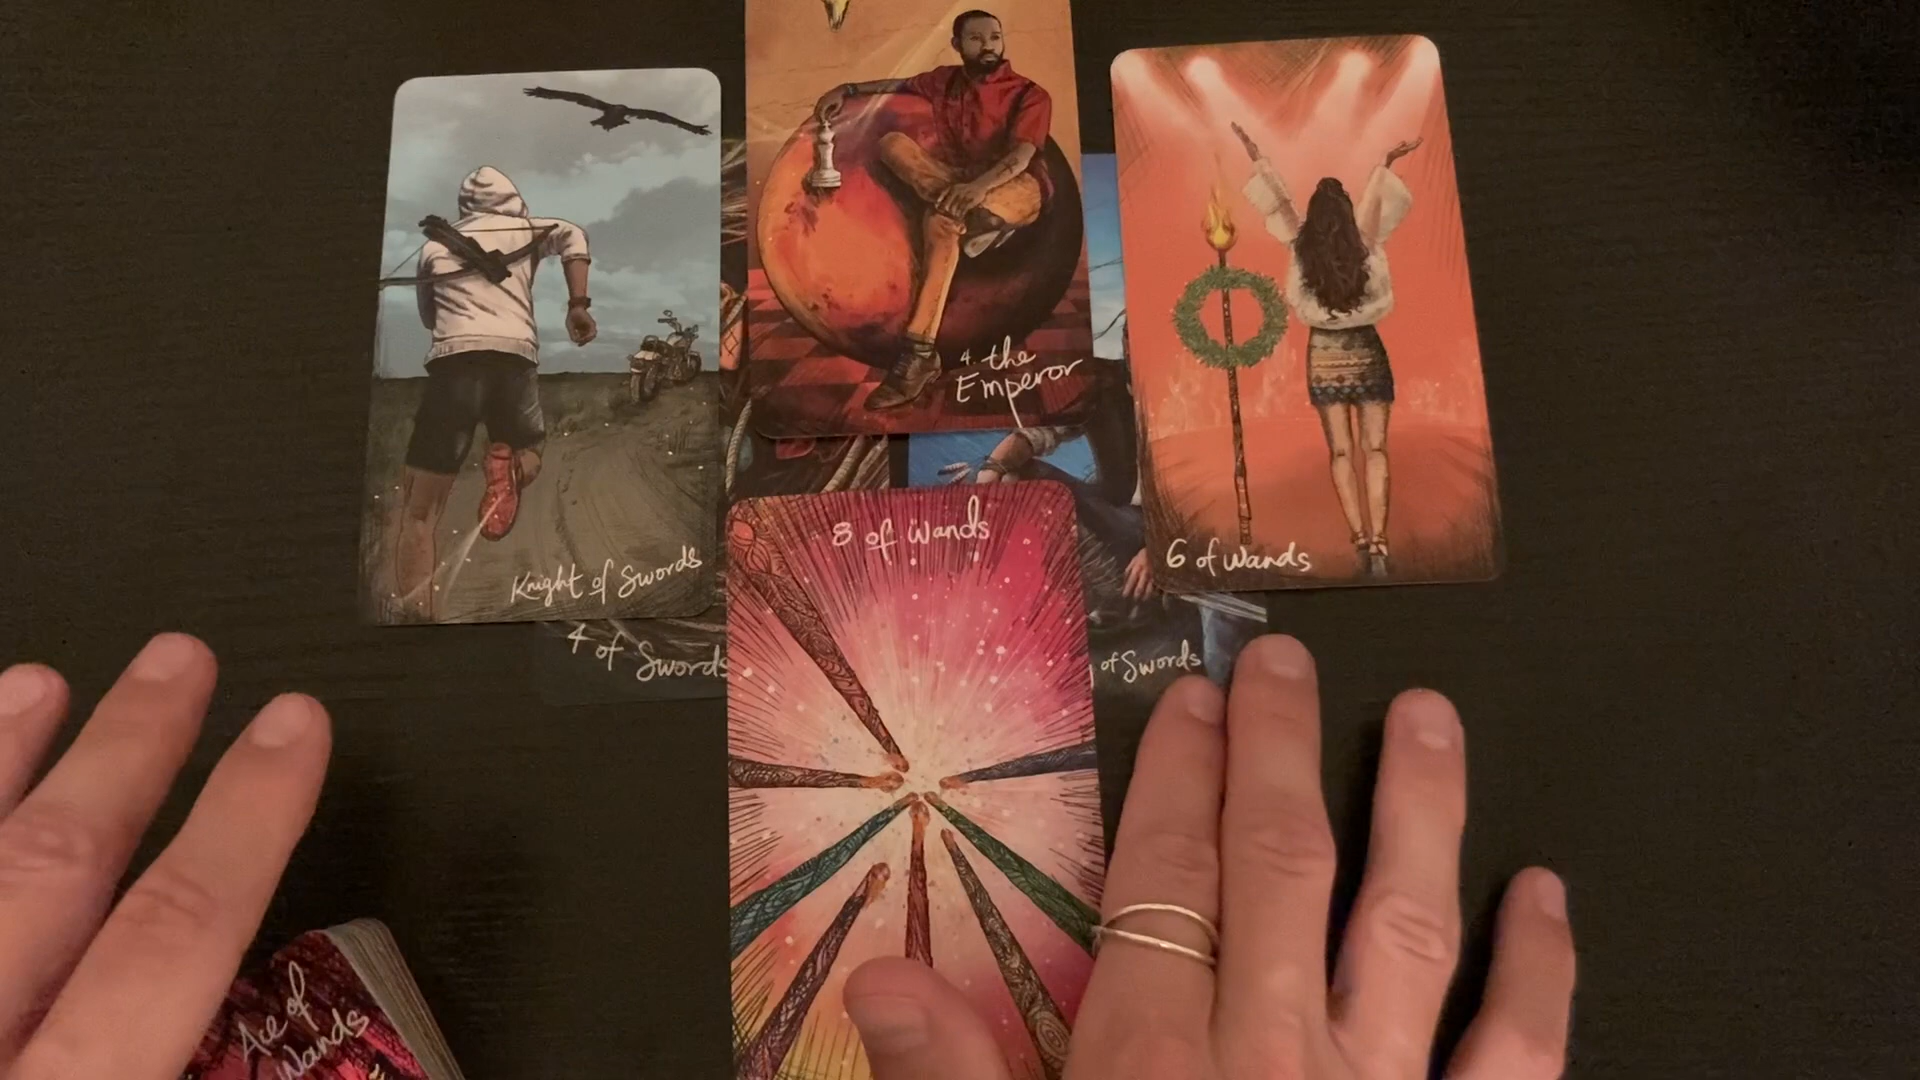 4. the
Emperor
Knight of Swords
6 of Wands
8 of Wands
4 of Swords
of Swords
Ace of
Wands